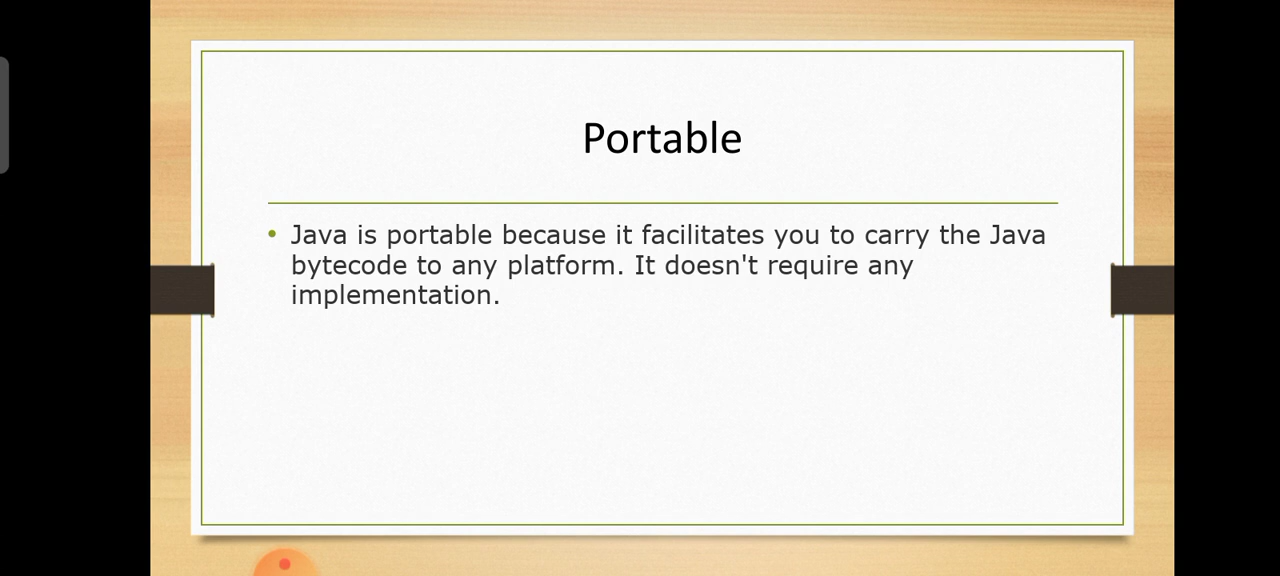 Portable
• Java is portable because it facilitates you to carry the Java
bytecode to any platform. It doesn't require any
implementation.